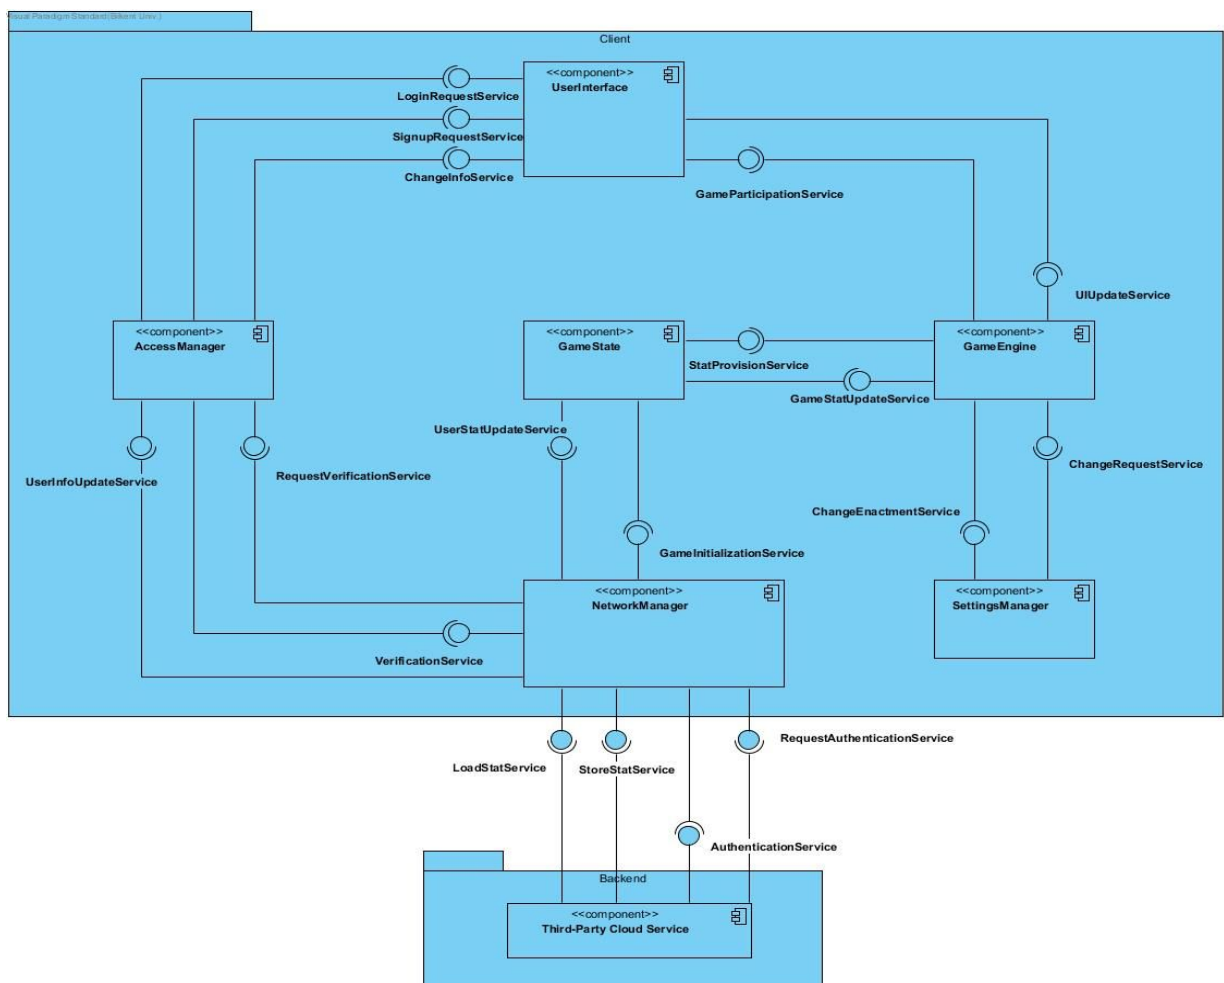 Visual Paradigm Standard(Bilkent Univ.)
Client
<<component>>
UserInterface
LoginRequestService
SignupRequestService
ChangeInfoService
GameParticipationService
UIUpdateService
<<component>>
AccessManager
<<component>>
GameState
<<component>>
GameEngine
StatProvisionService
GameStatUpdateService
UserStatUpdateService
ChangeRequestService
RequestVerificationService
UserInfoUpdateService
ChangeEnactmentService
GameInitializationService
<<component>>
NetworkManager
<<component>>
SettingsManager
VerificationService
RequestAuthenticationService
LoadStatService
StoreStatService
AuthenticationService
Backend
<<component>>
Third-Party Cloud Service